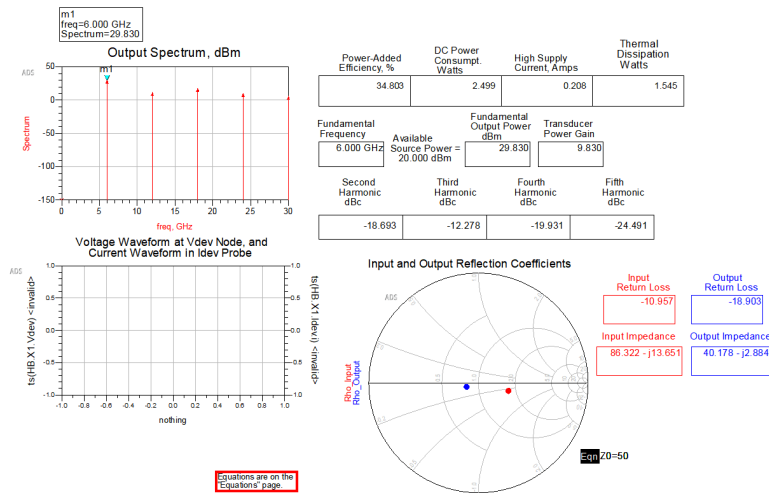 m1
freq=6.000 GHz
Spectrum=29.830
Output Spectrum, dBm
ADS
m1
Spectrum
50
0
-50
-100
-150
0 5 10 15 20 25 30
freq, GHz
Power-Added
Efficiency, %
DC Power
Consumpt.
Watts
High Supply
Current, Amps
Thermal
Dissipation
Watts
34.803 2.499 0.208 1.545
Fundamental
Frequency
6.000 GHz
Available
Source Power =
20.000 dBm
Fundamental
Output Power
dBm
29.830
Transducer
Power Gain
9.830
Second
Harmonic
dBc
Third
Harmonic
dBc
Fourth
Harmonic
dBc
Fifth
Harmonic
dBc
-18.693 -12.278 -19.931 -24.491
Voltage Waveform at Vdev Node, and
Current Waveform in Idev Probe
ADS
ts(HB.X1.Vdev) <invalid>
1.0
0.5
0.0
-0.5
-1.0
-1.0 -0.8 -0.6 -0.4 -0.2 0.0 0.2 0.4 0.6 0.8 1.0
nothing
1.0
0.5
0.0
-0.5
-1.0
ts(HB.X1.Idev.i) <invalid>
Input and Output Reflection Coefficients
ADS
Rho_Input
Rho_Output
Input
Return Loss
-10.957
Output
Return Loss
-18.903
Input Impedance
86.322 - j13.651
Output Impedance
40.178 - j2.884
Eqn Z0=50
Equations are on the
"Equations" page.